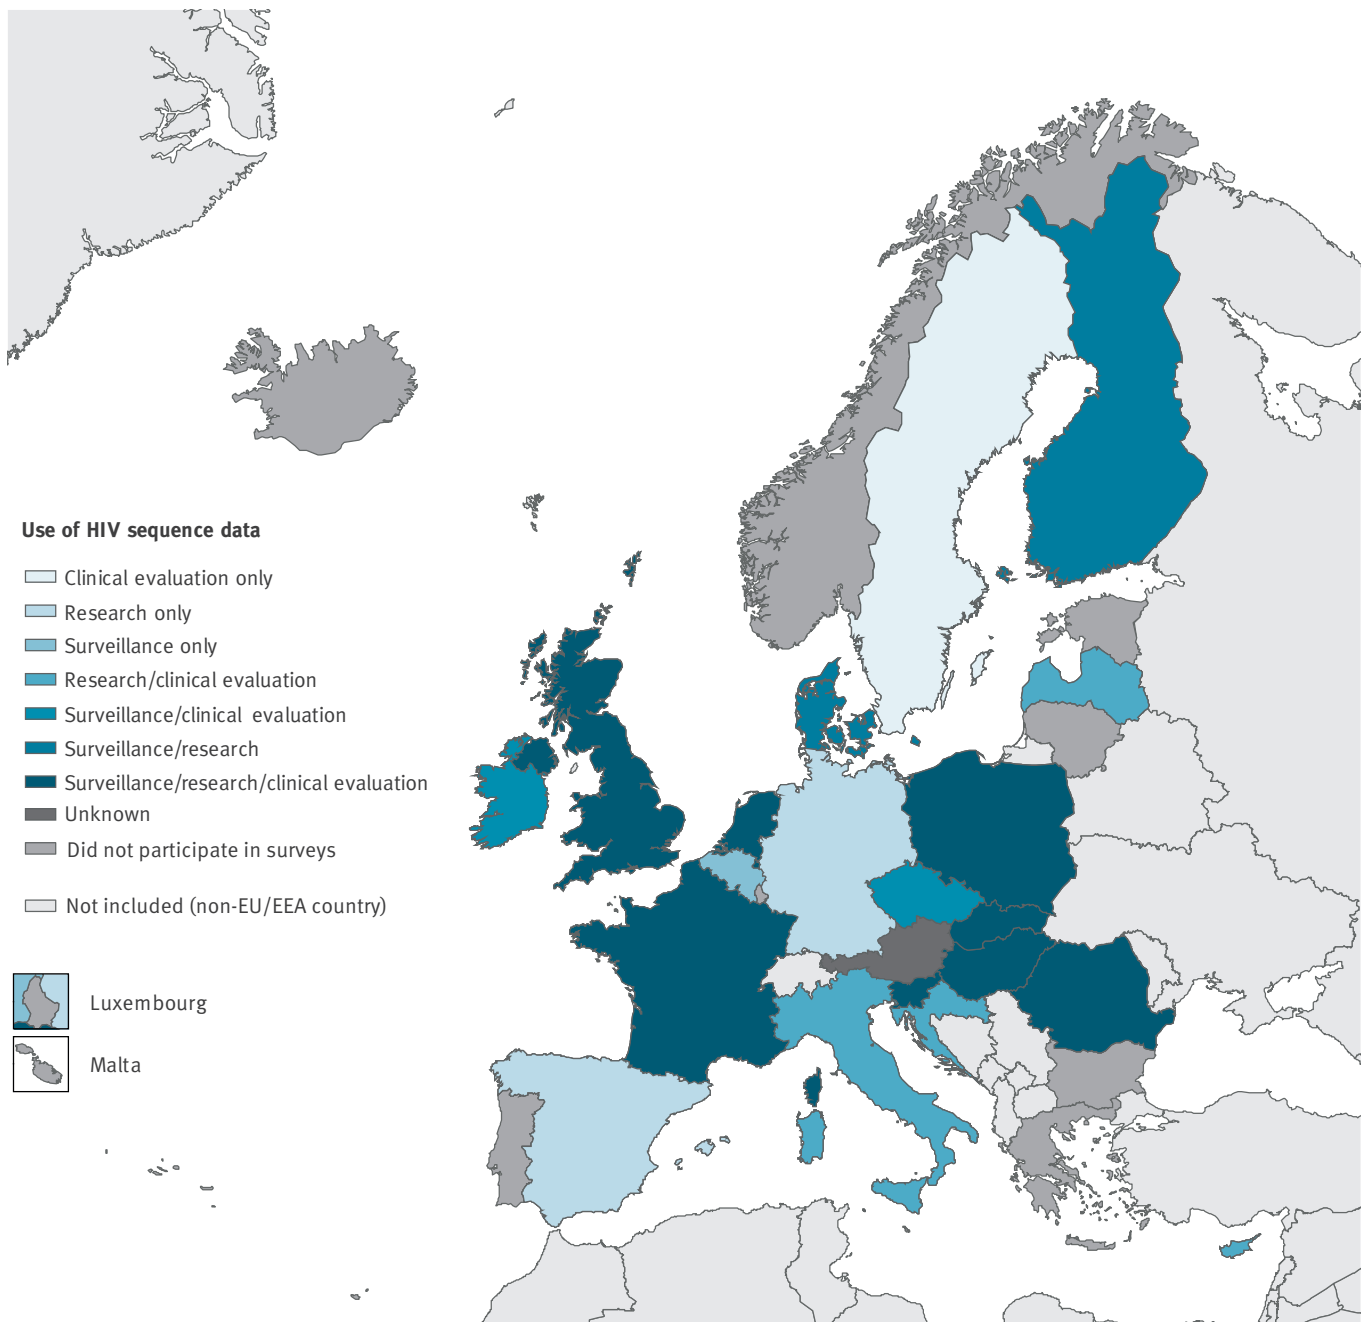 Use of HIV sequence data
Clinical evaluation only
Research only
Surveillance only
Research/clinical evaluation
Surveillance/clinical evaluation
Surveillance/research
Surveillance/research/clinical evaluation
Unknown
Did not participate in surveys
Not included (non-EU/EEA country)
Luxembourg
Malta